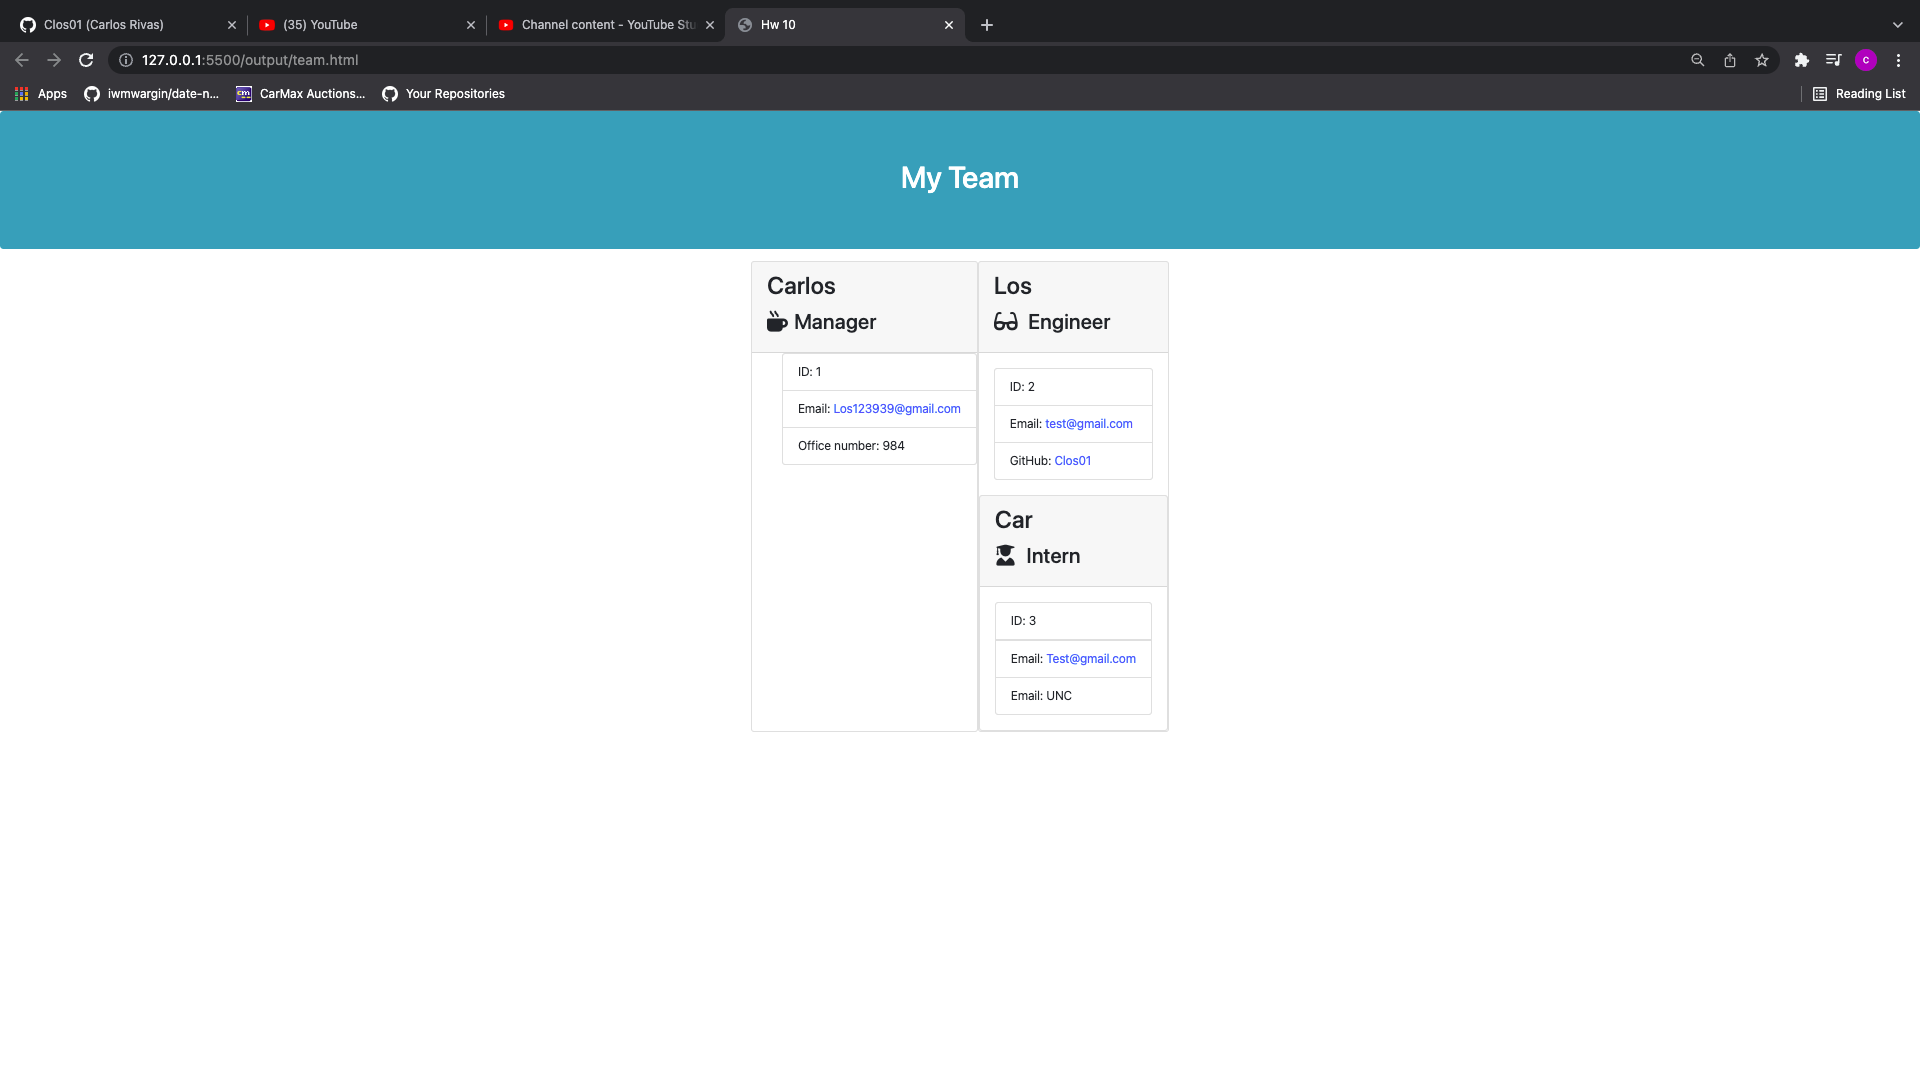 Clos01 (Carlos Rivas)
(35) YouTube
Channel content - YouTube Stu
Hw 10
127.0.0.1:5500/output/team.html
c
Apps
iwmwargin/date-n...
cm
CarMax Auctions...
Your Repositories
Reading List
My Team
Carlos
Manager
ID: 1
Email: Los123939@gmail.com
Office number: 984
Los
Engineer
ID: 2
Email: test@gmail.com
GitHub: Clos01
Car
Intern
ID: 3
Email: Test@gmail.com
Email: UNC